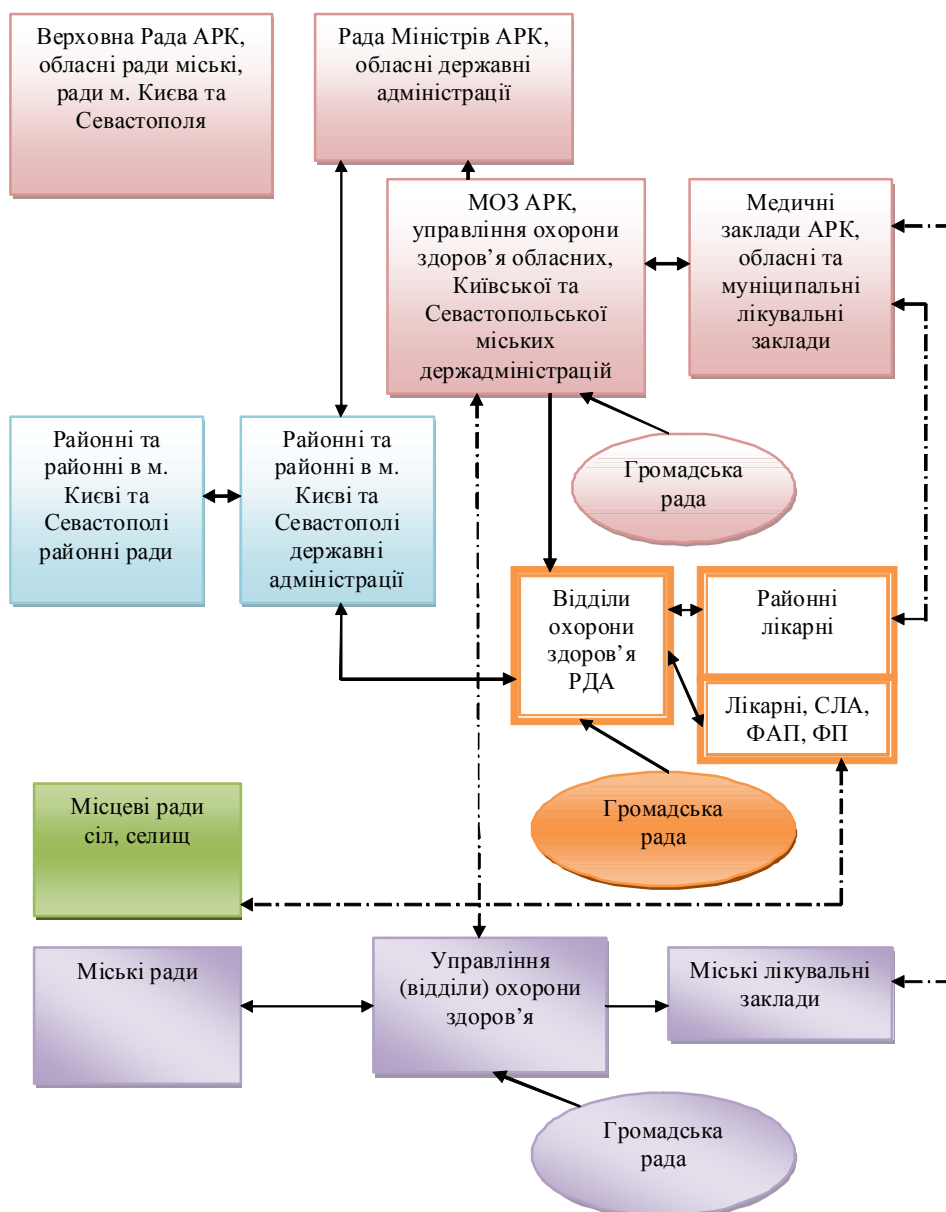 Верховна Рада АРК,
обласні ради міські,
ради м. Києва та
Севастополя
Рада Міністрів АРК,
обласні державні
адміністрації
МОЗ АРК,
управління охорони
здоров’я обласних,
Київської та
Севастопольської
міських
держадміністрацій
Медичні
заклади АРК,
обласні та
муніципальні
лікувальні
заклади
Громадська
рада
Районні та
районні в м.
Києві та
Севастополі
районні ради
Районні та
районні в м.
Києві та
Севастополі
державні
адміністрації
Відділи
охорони
здоров’я
РДА
Районні
лікарні
Лікарні, СЛА,
ФАП, ФП
Громадська
рада
Місцеві ради
сіл, селищ
Міські ради
Управління
(відділи) охорони
здоров’я
Міські лікувальні
заклади
Громадська
рада